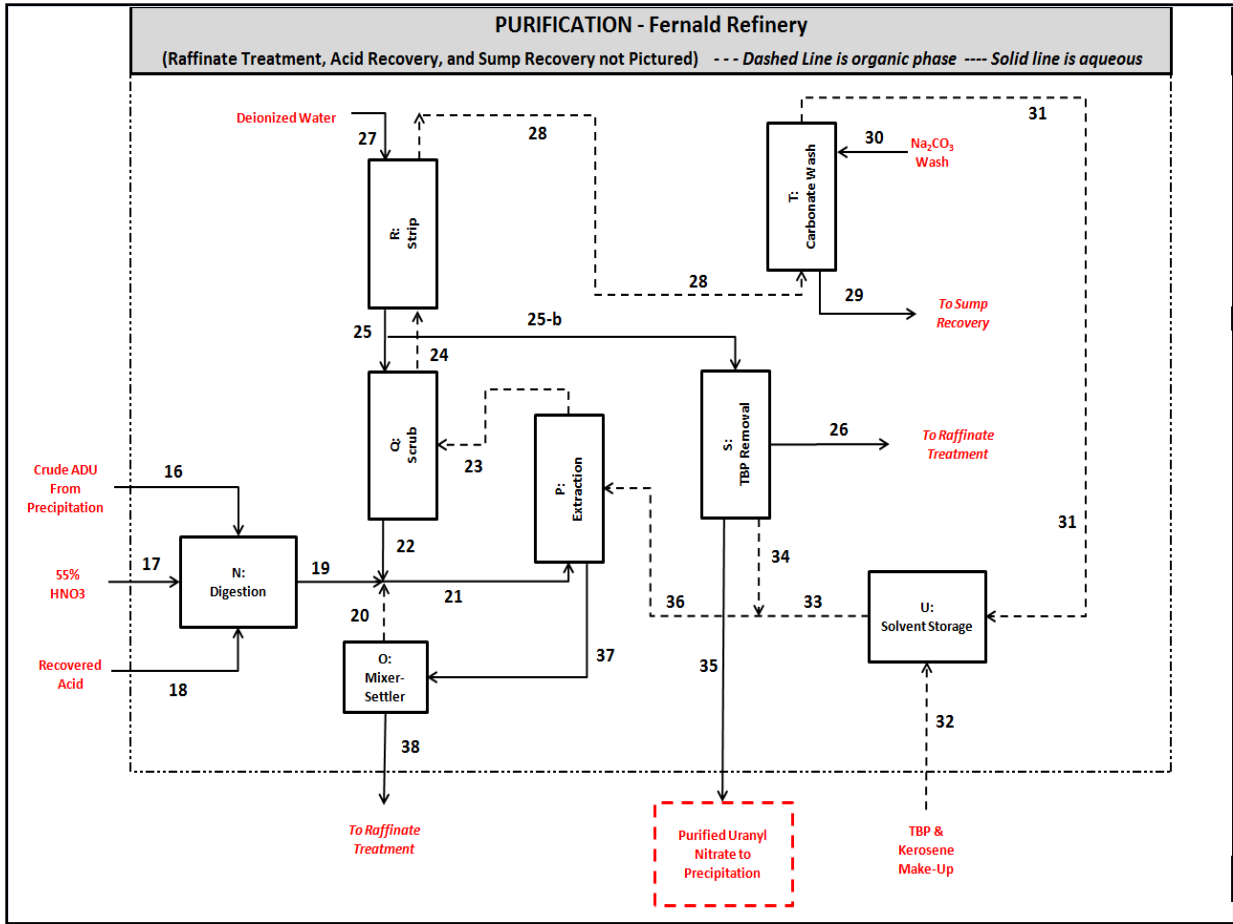 PURIFICATION - Fernald Refinery
(Raffinate Treatment, Acid Recovery, and Sump Recovery not Pictured) - - - Dashed Line is organic phase ---- Solid line is aqueous
Deionized Water
27
28
31
R:
Strip
T:
Carbonate Wash
30
Na₂CO₃
Wash
28
29
To Sump
Recovery
25
24
25-b
Q:
Scrub
23
P:
Extraction
S:
TBP Removal
26
To Raffinate
Treatment
31
Crude ADU
From
Precipitation
16
55%
HNO3
17
N:
Digestion
19
22
21
20
Recovered
Acid
18
O:
Mixer-
Settler
37
36
34
33
U:
Solvent Storage
35
32
38
To Raffinate
Treatment
Purified Uranyl
Nitrate to
Precipitation
TBP &
Kerosene
Make-Up